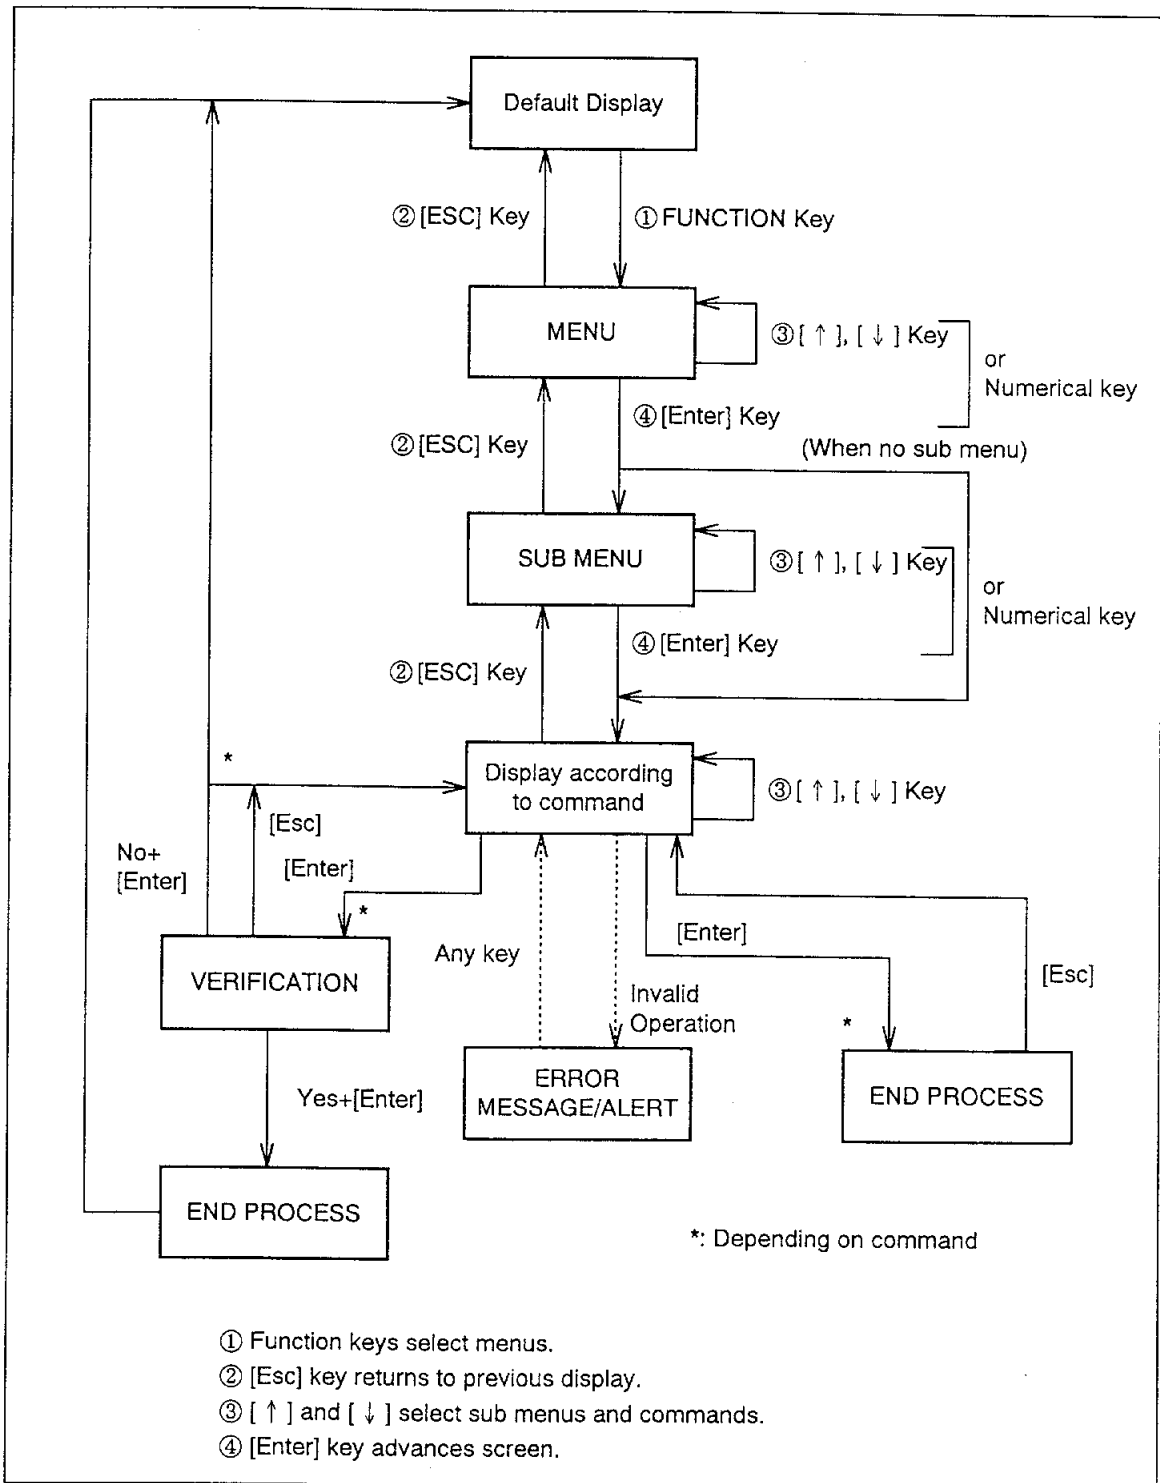 Default Display
② [ESC] Key
① FUNCTION Key
MENU
③ [ ↑ ], [ ↓ ] Key
or
Numerical key
④ [Enter] Key
(When no sub menu)
② [ESC] Key
SUB MENU
③ [ ↑ ], [ ↓ ] Key
or
Numerical key
④ [Enter] Key
② [ESC] Key
*
Display according
to command
③ [ ↑ ], [ ↓ ] Key
[Esc]
No+
[Enter]
[Enter]
*
Any key
[Enter]
[Esc]
VERIFICATION
Invalid
Operation
*
Yes+[Enter]
ERROR
MESSAGE/ALERT
END PROCESS
END PROCESS
*: Depending on command
① Function keys select menus.
② [Esc] key returns to previous display.
③ [ ↑ ] and [ ↓ ] select sub menus and commands.
④ [Enter] key advances screen.